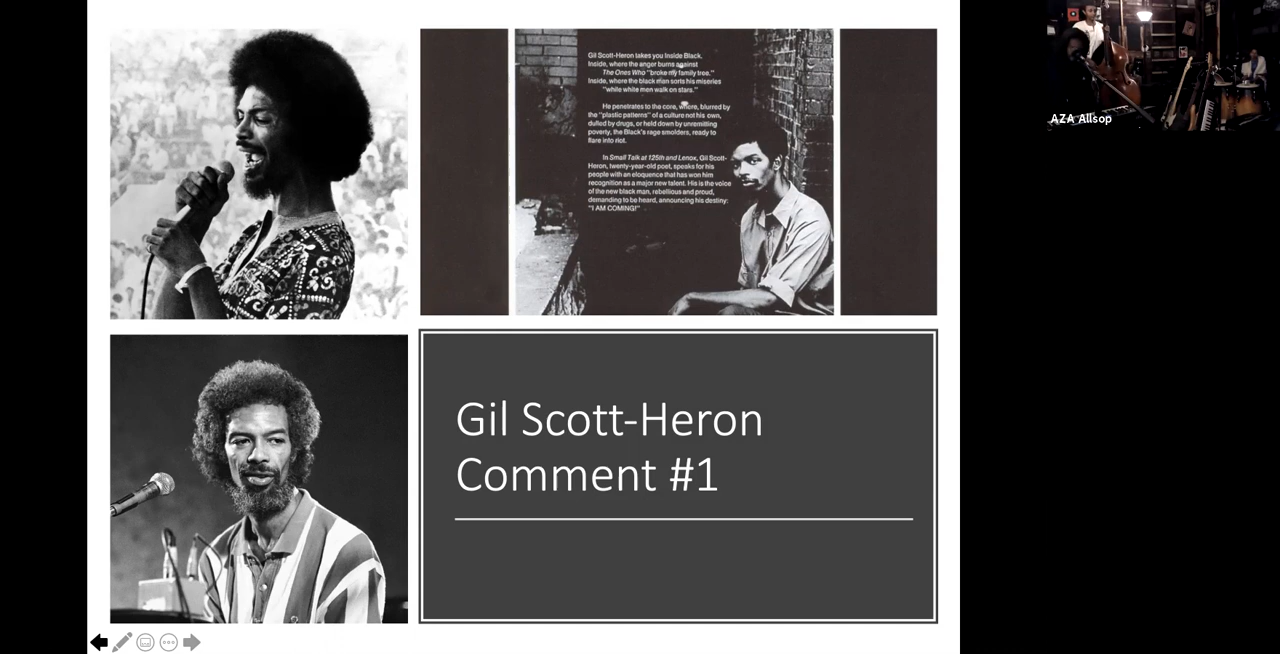 Gil Scott-Heron takes you Inside Black.
Inside, where the anger burns against
The Ones Who "broke my family tree."
Inside, where the black man sorts his miseries
"while white men walk on stars."
He penetrates to the core, where, blurred by
the "plastic patterns" of a culture not his own,
dulled by drugs, or held down by unremitting
poverty, the Black's rage smolders, ready to
flare into riot.
In Small Talk at 125th and Lenox, Gil Scott-
Heron, twenty-year-old poet, speaks for his
people with an eloquence that has won him
recognition as a major new talent. His is the voice
of the new black man, rebellious and proud,
demanding to be heard, announcing his destiny:
"I AM COMING!"
Gil Scott-Heron
Comment #1
AZA Allsop